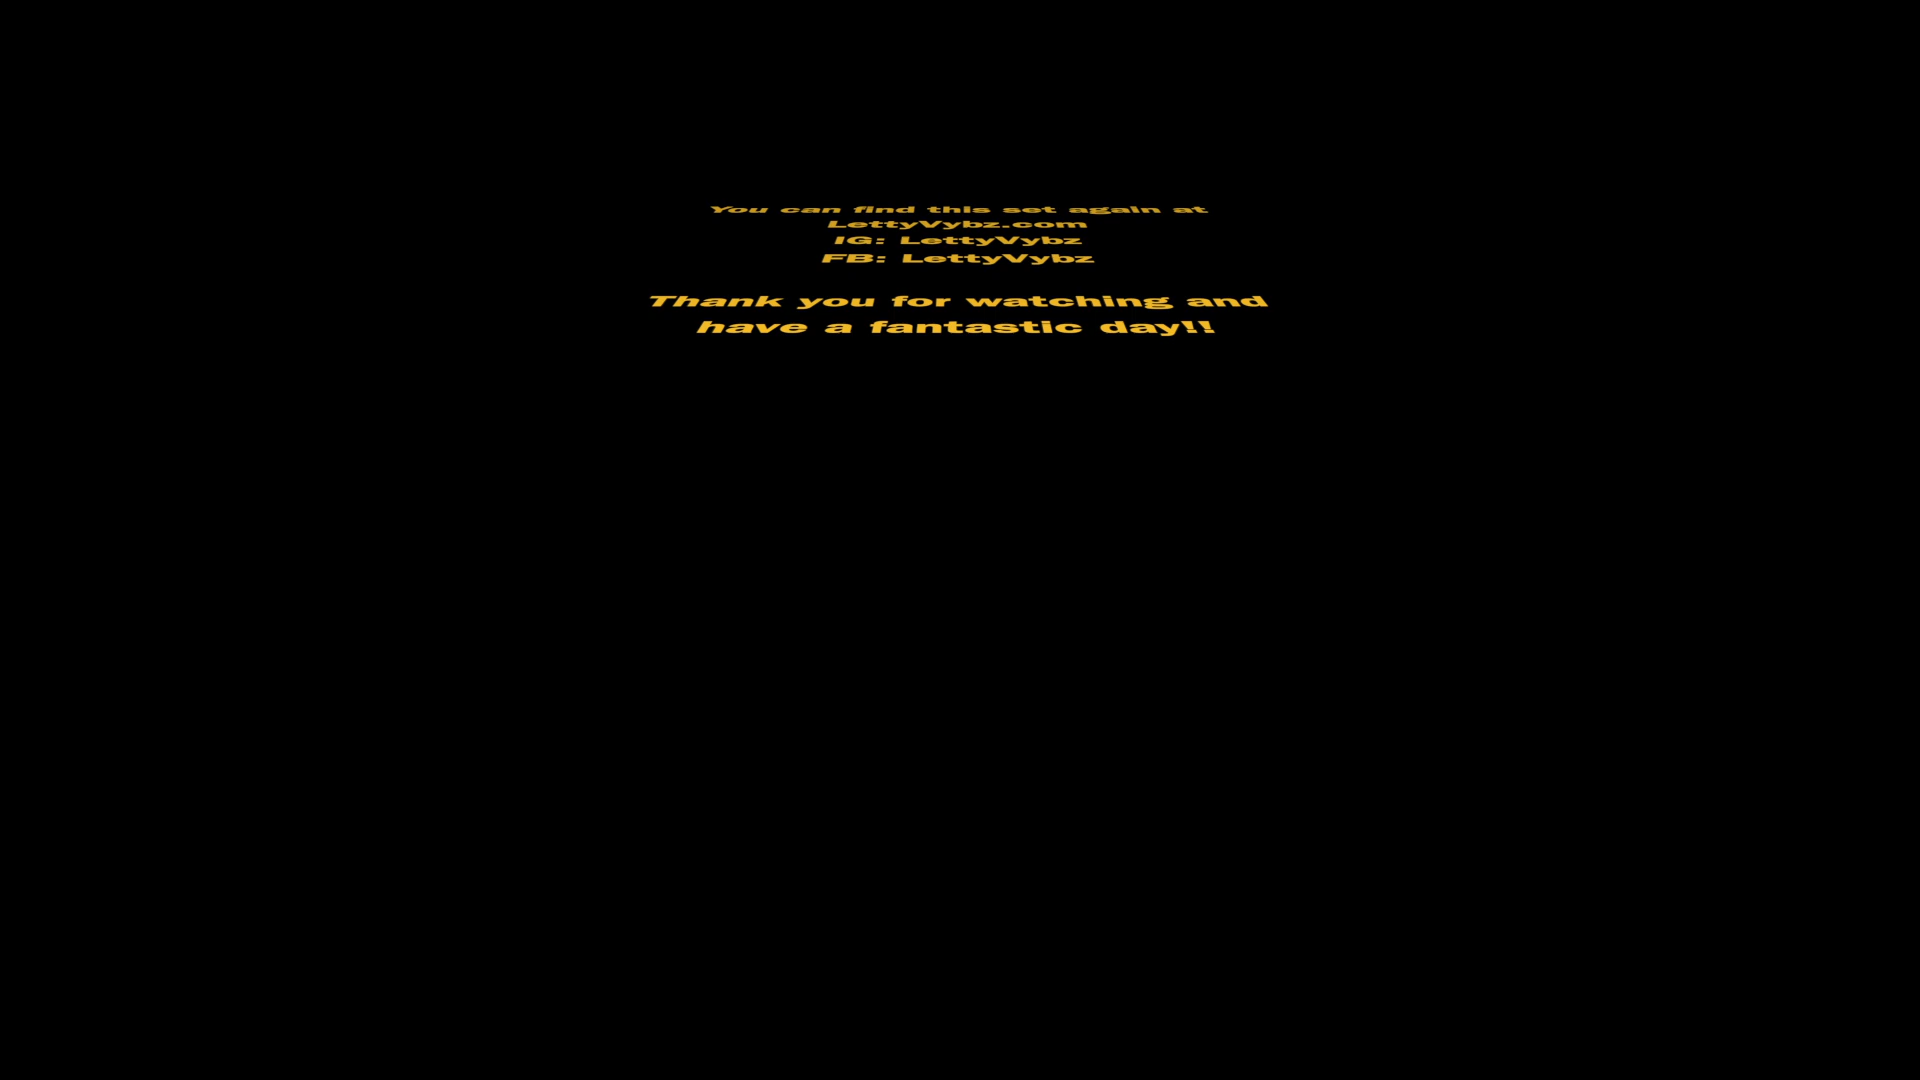 You can find this set again at
LettyVybz.com
IG: LettyVybz
FB: LettyVybz
Thank you for watching and
have a fantastic day!!